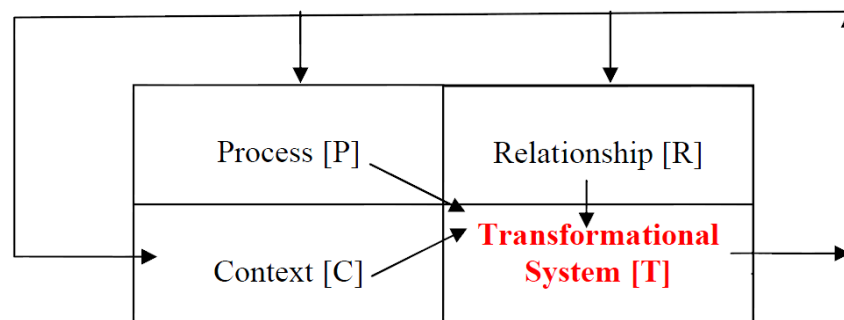 Process [P]
Relationship [R]
Context [C]
Transformational
System [T]